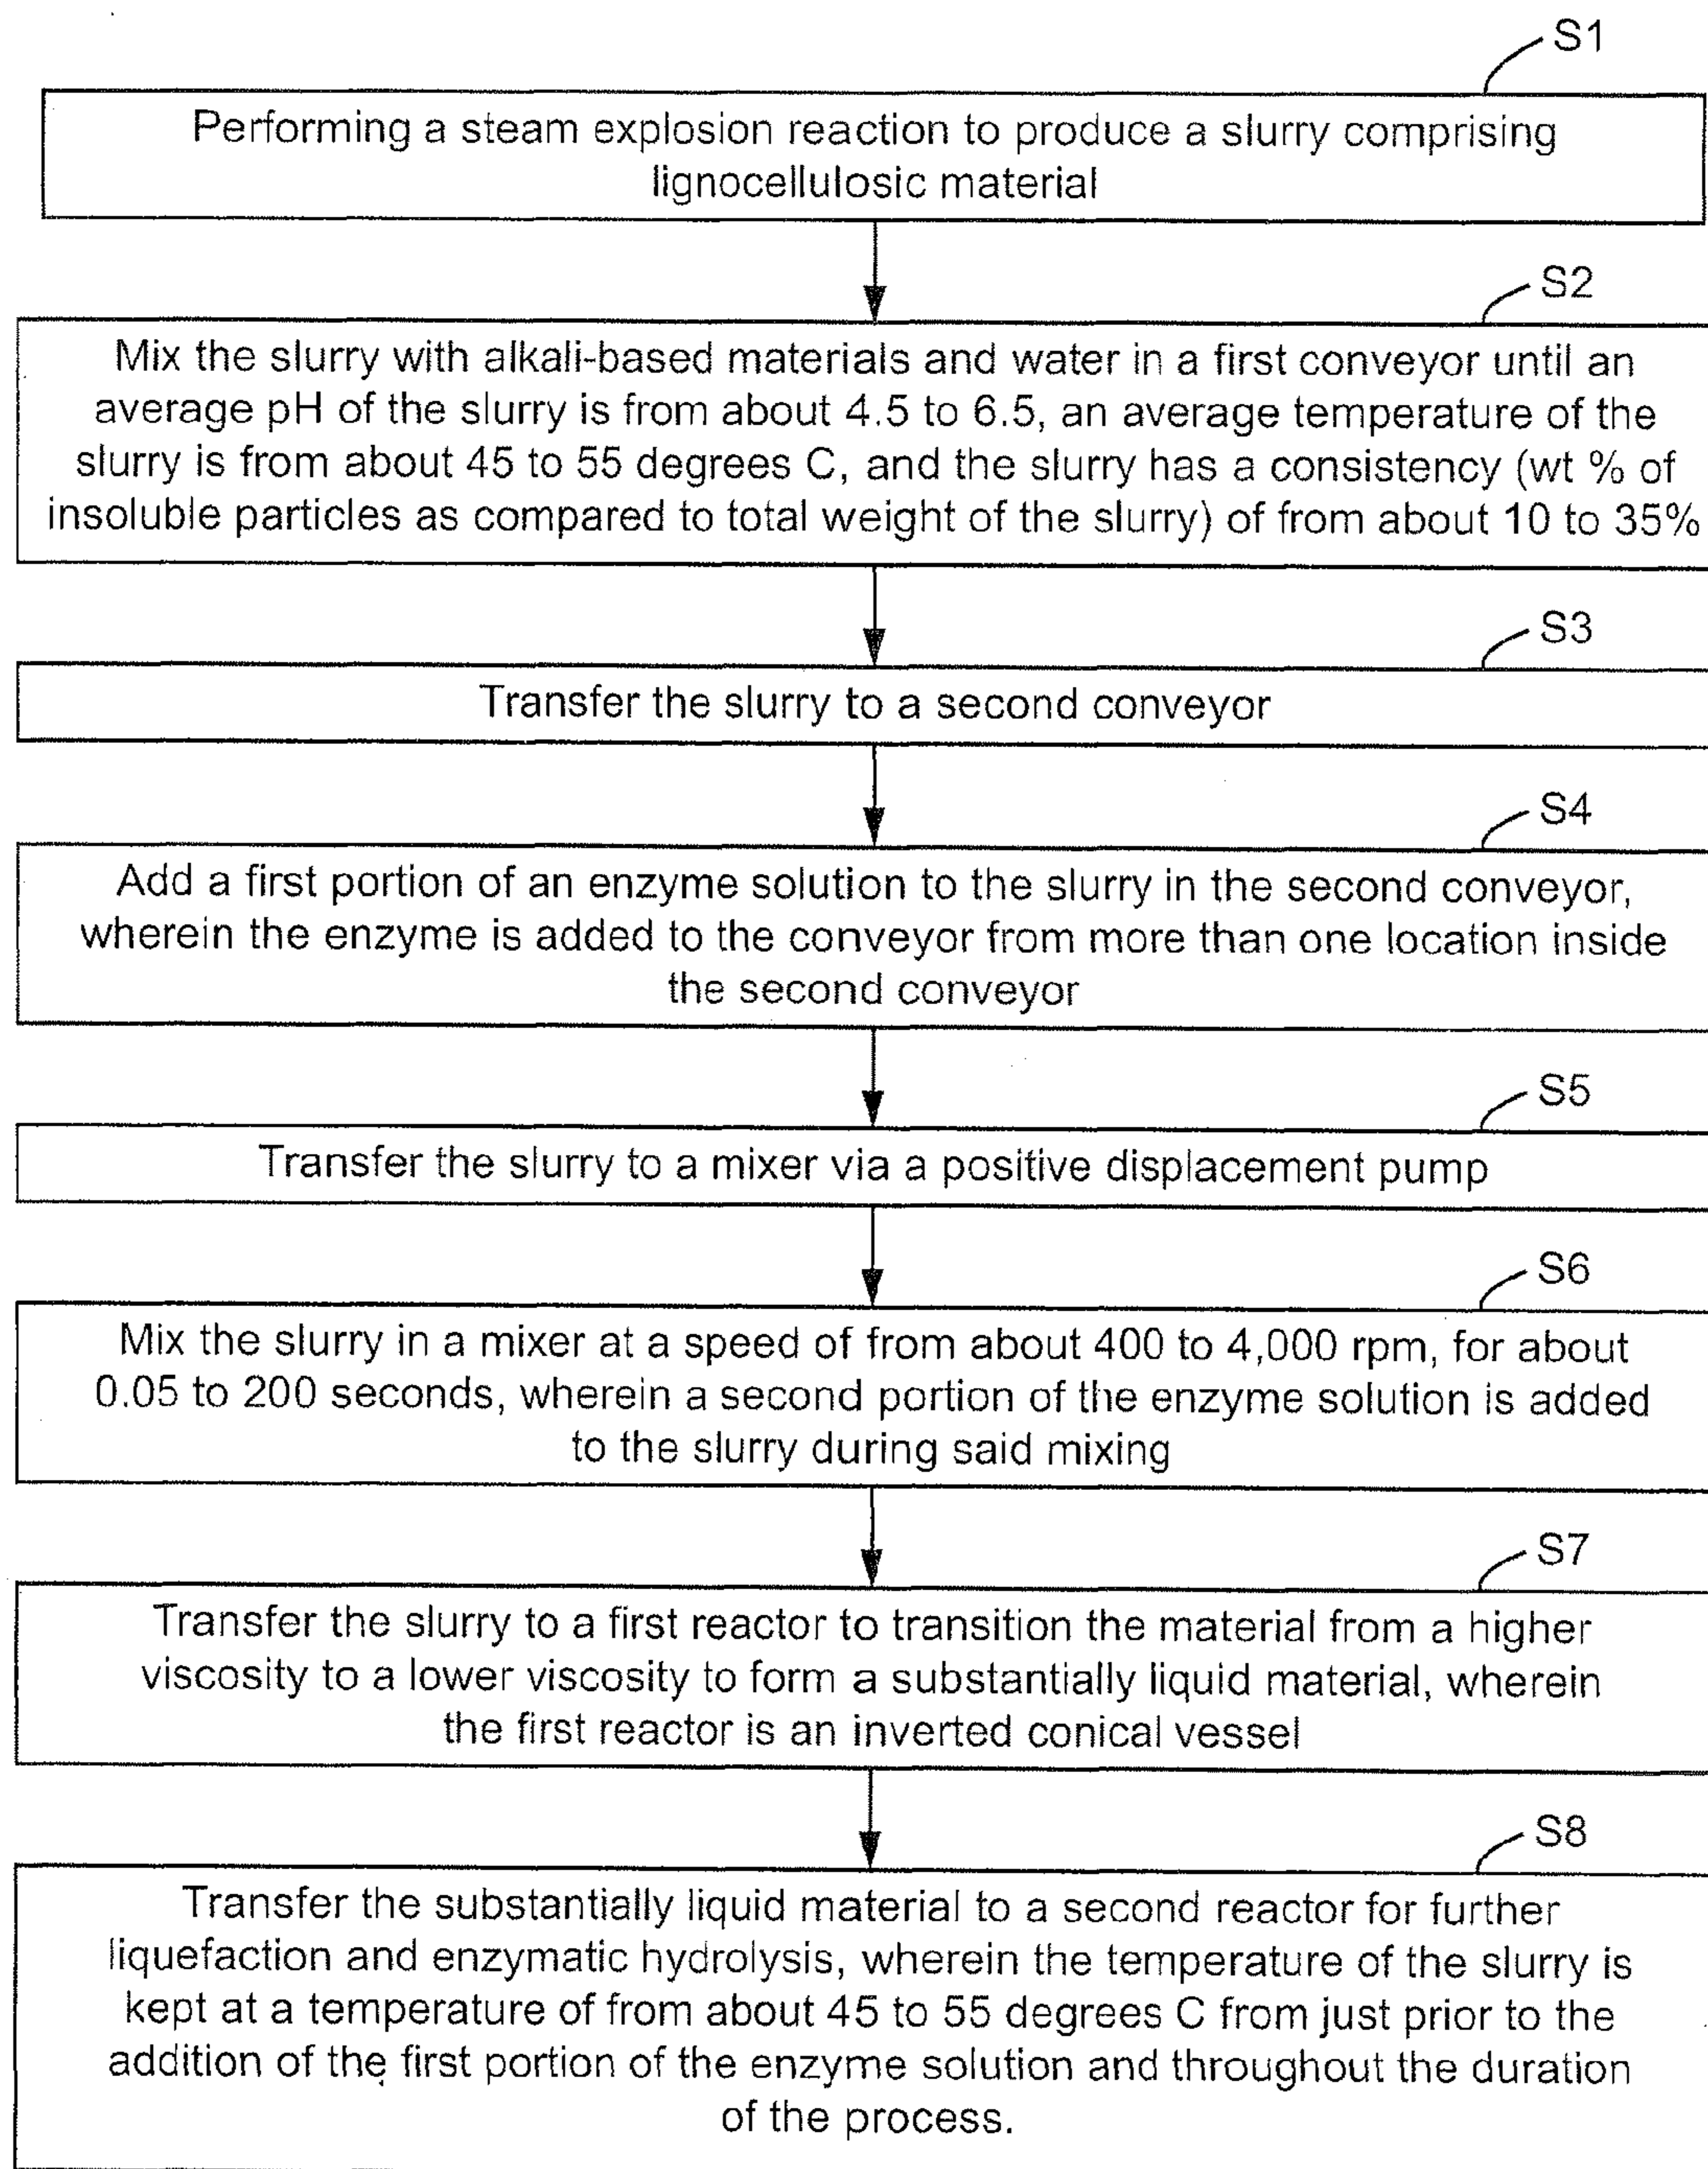 S1
Performing a steam explosion reaction to produce a slurry comprising
lignocellulosic material
S2
Mix the slurry with alkali-based materials and water in a first conveyor until an
average pH of the slurry is from about 4.5 to 6.5, an average temperature of the
slurry is from about 45 to 55 degrees C, and the slurry has a consistency (wt % of
insoluble particles as compared to total weight of the slurry) of from about 10 to 35%
S3
Transfer the slurry to a second conveyor
S4
Add a first portion of an enzyme solution to the slurry in the second conveyor,
wherein the enzyme is added to the conveyor from more than one location inside
the second conveyor
S5
Transfer the slurry to a mixer via a positive displacement pump
S6
Mix the slurry in a mixer at a speed of from about 400 to 4,000 rpm, for about
0.05 to 200 seconds, wherein a second portion of the enzyme solution is added
to the slurry during said mixing
S7
Transfer the slurry to a first reactor to transition the material from a higher
viscosity to a lower viscosity to form a substantially liquid material, wherein
the first reactor is an inverted conical vessel
S8
Transfer the substantially liquid material to a second reactor for further
liquefaction and enzymatic hydrolysis, wherein the temperature of the slurry is
kept at a temperature of from about 45 to 55 degrees C from just prior to the
addition of the first portion of the enzyme solution and throughout the duration
of the process.